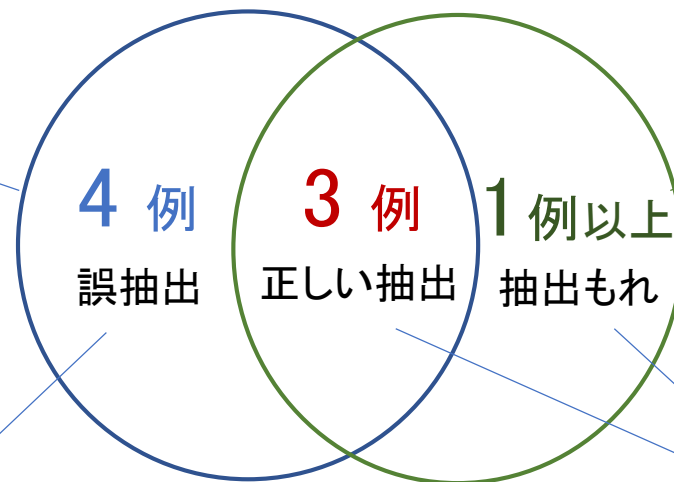 4 例
誤抽出
3 例
正しい抽出
1例以上
抽出もれ